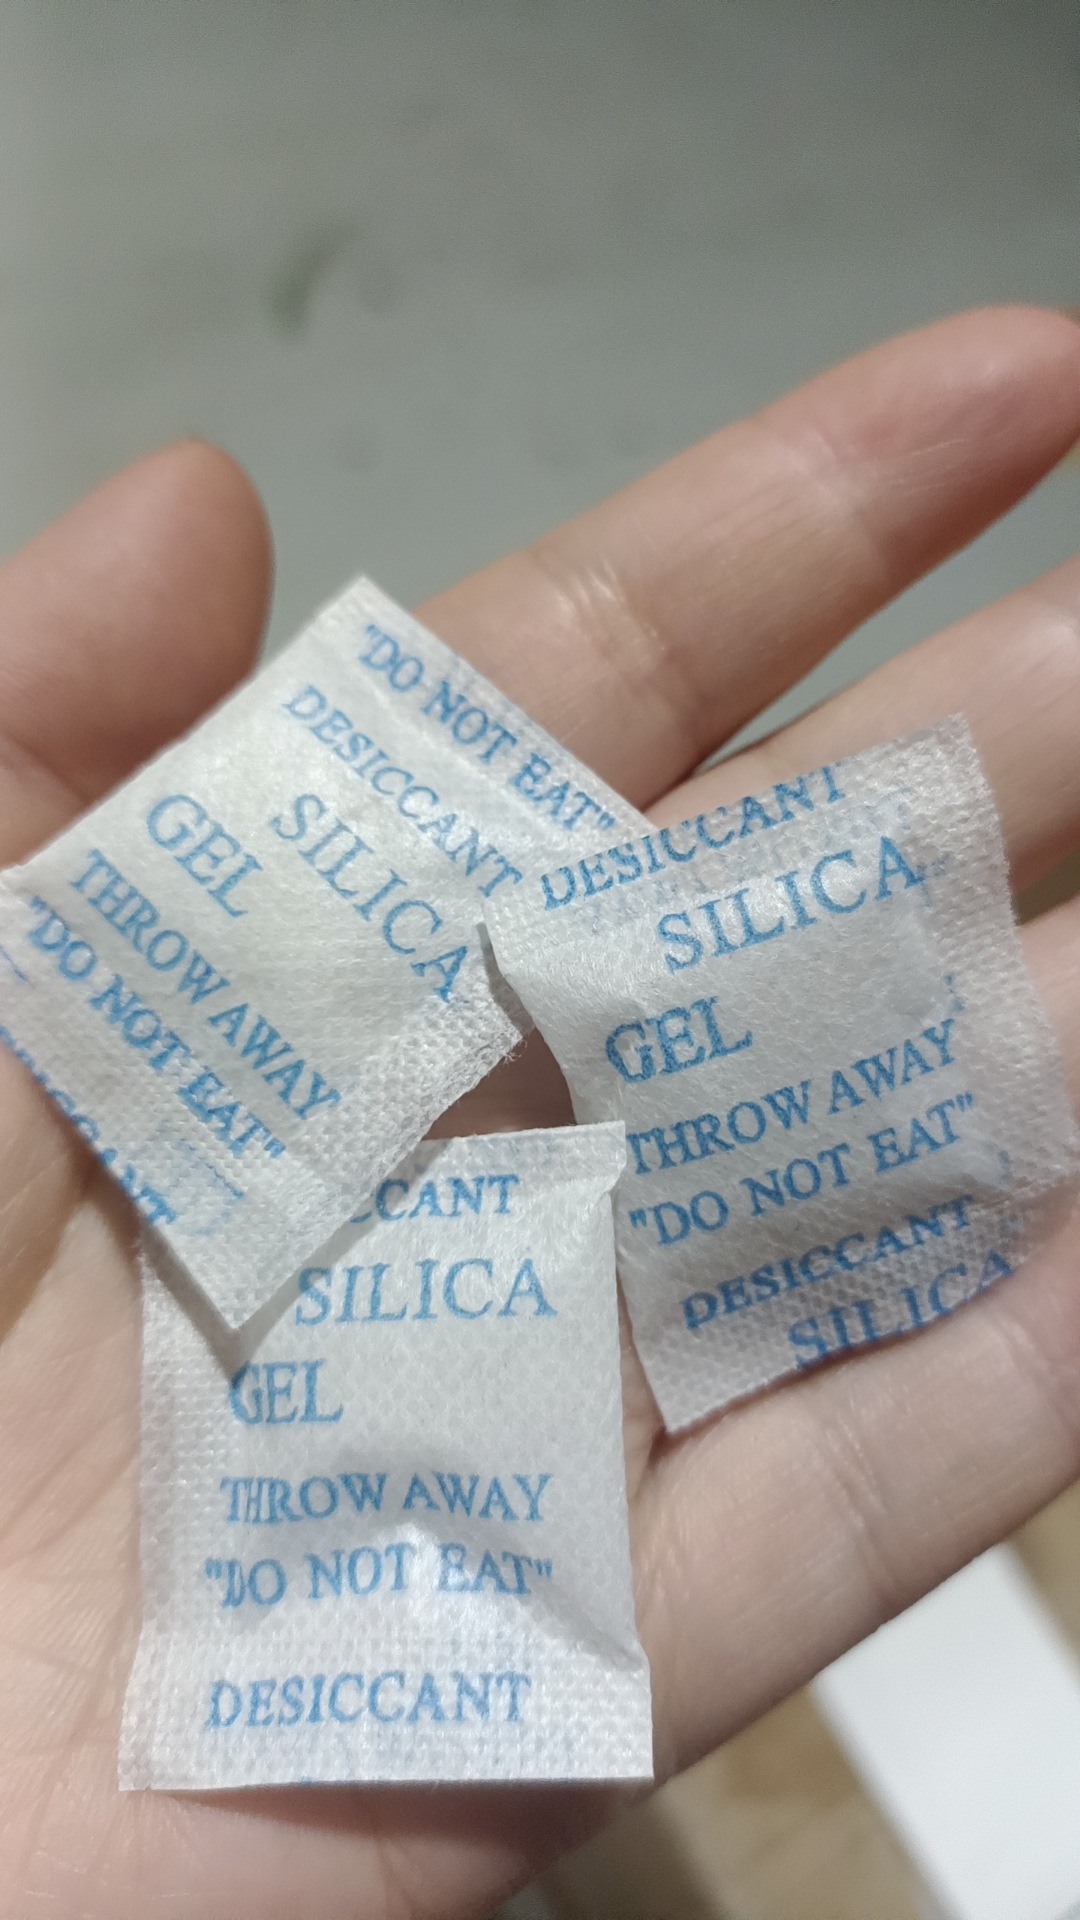 "DO NOT EAT"
DESICCANT
SILICA
GEL
THROW AWAY
"DO NOT EAT"
DESICCANT
SILICA
GEL
THROW AWAY
"DO NOT EAT"
DESICCANT
SILICA
CCANT
SILICA
GEL
THROW AWAY
"DO NOT EAT"
DESICCANT